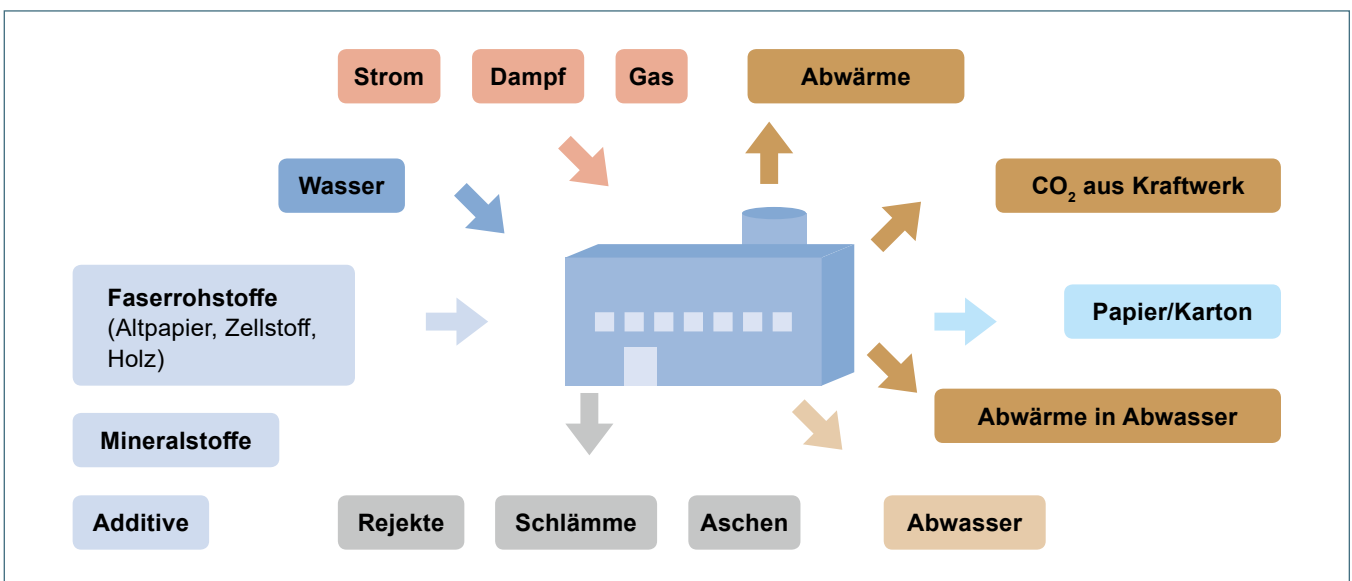 Strom
Dampf
Gas
Abwärme
Wasser
CO₂ aus Kraftwerk
Faserrohstoffe
(Altpapier, Zellstoff,
Holz)
Papier/Karton
Abwärme in Abwasser
Mineralstoffe
Additive
Rejekte
Schlämme
Aschen
Abwasser